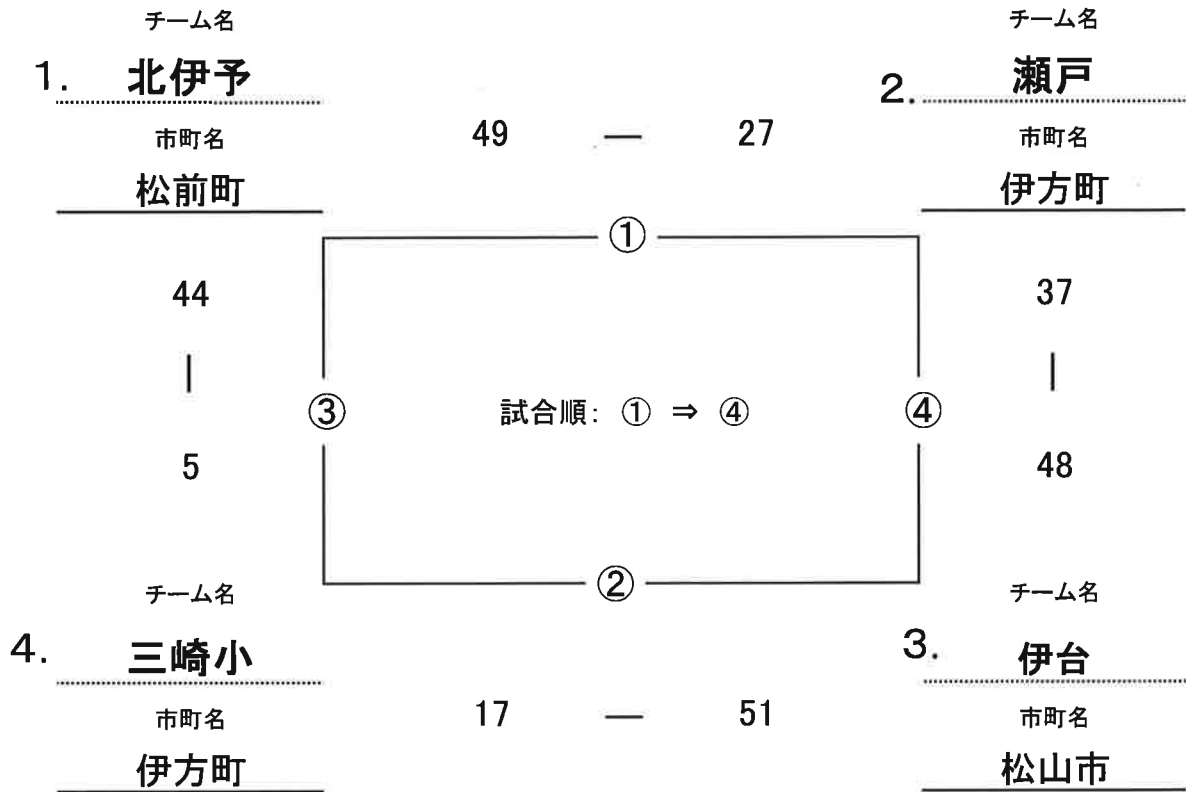 チーム名
1. 北伊予
市町名
松前町
49 — 27
チーム名
2. 瀬戸
市町名
伊方町
①
44
|
5
③
試合順: ① ⇒ ④
④
37
|
48
②
チーム名
4. 三崎小
市町名
伊方町
17 — 51
チーム名
3. 伊台
市町名
松山市